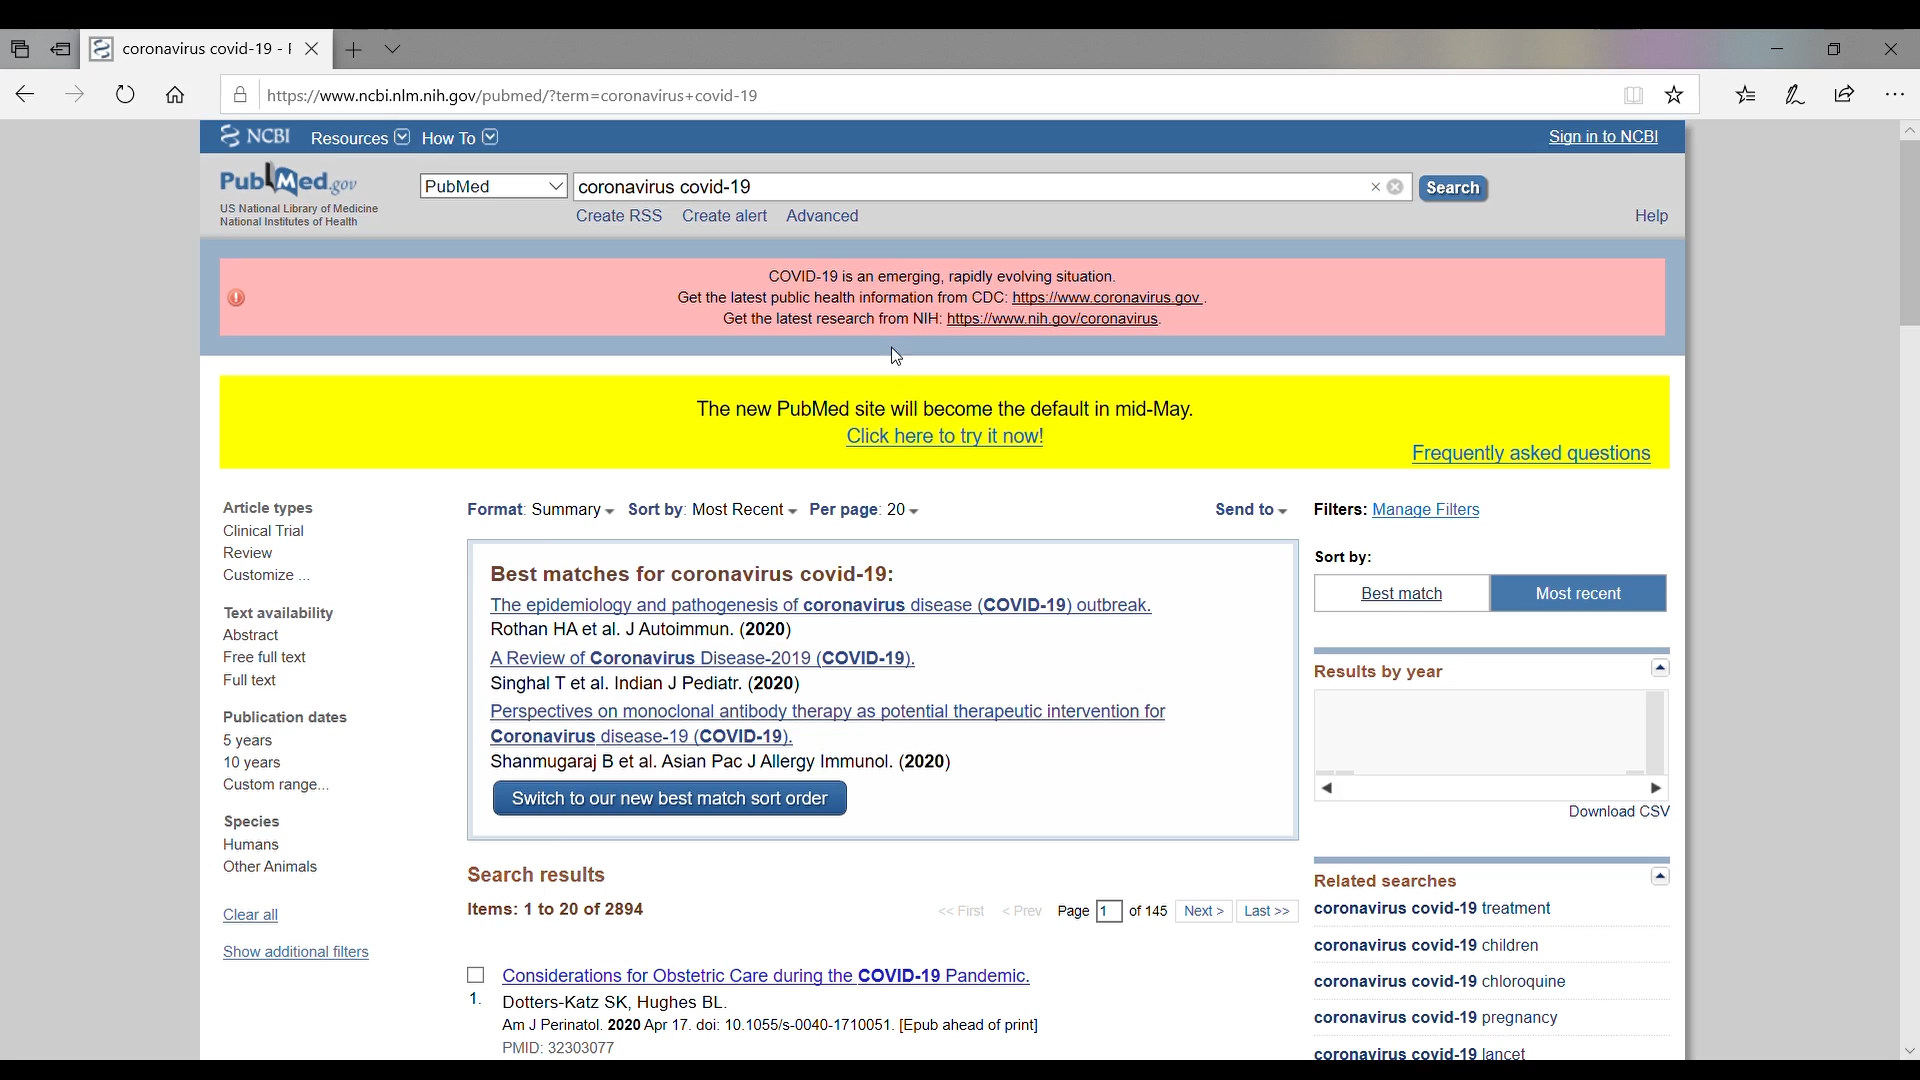 coronavirus covid-19 -
https://www.ncbi.nlm.nih.gov/pubmed/?term=coronavirus+covid-19
NCBI Resources How To Sign in to NCBI
PubMed.gov
US National Library of Medicine
National Institutes of Health
PubMed coronavirus covid-19 Search
Create RSS Create alert Advanced Help
COVID-19 is an emerging, rapidly evolving situation.
Get the latest public health information from CDC: https://www.coronavirus.gov .
Get the latest research from NIH: https://www.nih.gov/coronavirus.
The new PubMed site will become the default in mid-May.
Click here to try it now!
Frequently asked questions
Article types
Clinical Trial
Review
Customize ...
Text availability
Abstract
Free full text
Full text
Publication dates
5 years
10 years
Custom range...
Species
Humans
Other Animals
Clear all
Show additional filters
Format: Summary Sort by: Most Recent Per page: 20 Send to
Best matches for coronavirus covid-19:
The epidemiology and pathogenesis of coronavirus disease (COVID-19) outbreak.
Rothan HA et al. J Autoimmun. (2020)
A Review of Coronavirus Disease-2019 (COVID-19).
Singhal T et al. Indian J Pediatr. (2020)
Perspectives on monoclonal antibody therapy as potential therapeutic intervention for
Coronavirus disease-19 (COVID-19).
Shanmugaraj B et al. Asian Pac J Allergy Immunol. (2020)
Switch to our new best match sort order
Search results
Items: 1 to 20 of 2894
<< First < Prev Page 1 of 145 Next > Last >>
Considerations for Obstetric Care during the COVID-19 Pandemic.
1. Dotters-Katz SK, Hughes BL.
Am J Perinatol. 2020 Apr 17. doi: 10.1055/s-0040-1710051. [Epub ahead of print]
PMID: 32303077
Filters: Manage Filters
Sort by:
Best match Most recent
Results by year
Download CSV
Related searches
coronavirus covid-19 treatment
coronavirus covid-19 children
coronavirus covid-19 chloroquine
coronavirus covid-19 pregnancy
coronavirus covid-19 lancet